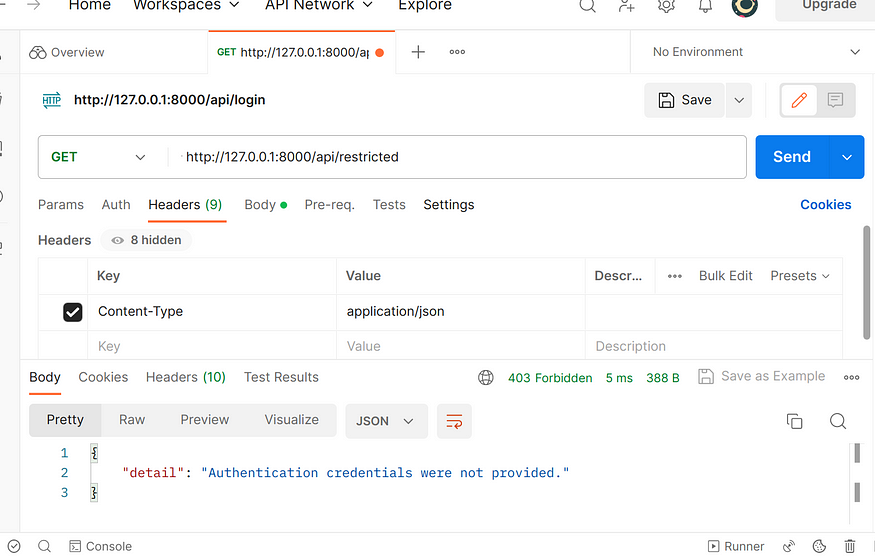 Home Workspaces API Network Explore Upgrade
Overview GET http://127.0.0.1:8000/ap No Environment
HTTP http://127.0.0.1:8000/api/login Save
GET http://127.0.0.1:8000/api/restricted Send
Params Auth Headers (9) Body Pre-req. Tests Settings Cookies
Headers 8 hidden
Key Value Descr... Bulk Edit Presets
Content-Type application/json
Key Value Description
Body Cookies Headers (10) Test Results 403 Forbidden 5 ms 388 B Save as Example
Pretty Raw Preview Visualize JSON
1 {
2 "detail": "Authentication credentials were not provided."
3 }
Console Runner